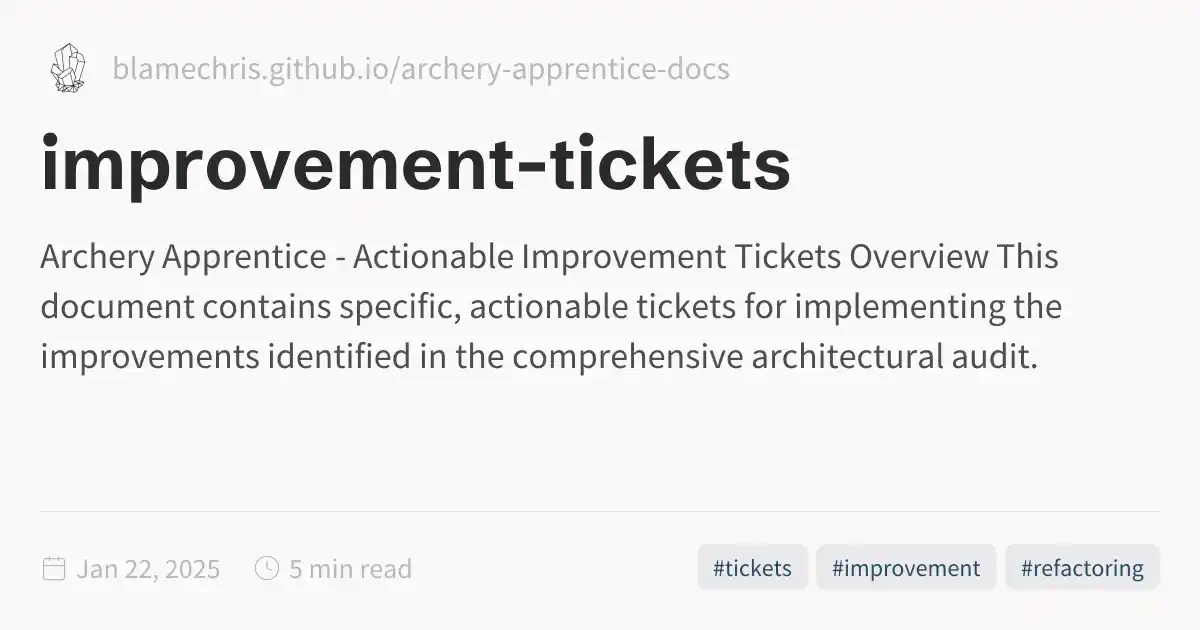 blamechris.github.io/archery-apprentice-docs
improvement-tickets
Archery Apprentice - Actionable Improvement Tickets Overview This
document contains specific, actionable tickets for implementing the
improvements identified in the comprehensive architectural audit.
Jan 22, 2025 5 min read #tickets #improvement #refactoring